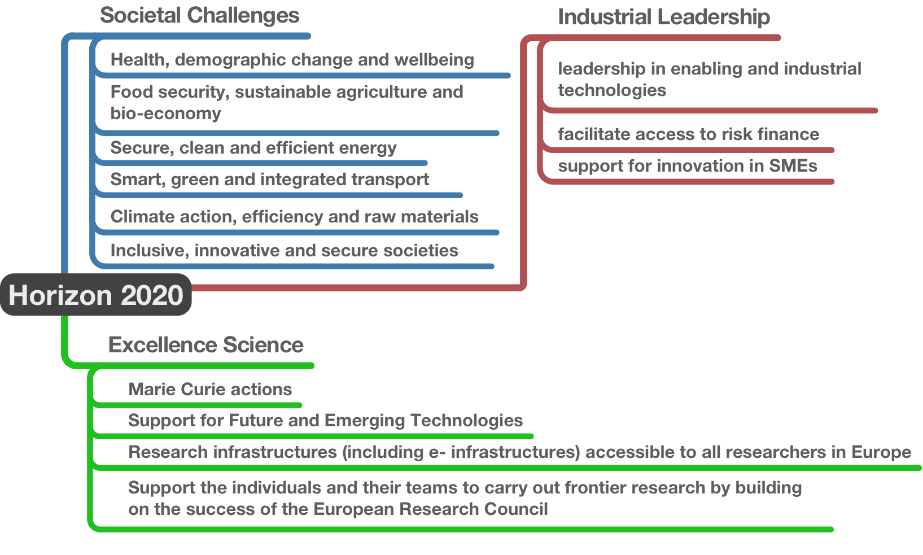 Societal Challenges
Health, demographic change and wellbeing
Food security, sustainable agriculture and
bio-economy
Secure, clean and efficient energy
Smart, green and integrated transport
Climate action, efficiency and raw materials
Inclusive, innovative and secure societies
Industrial Leadership
leadership in enabling and industrial
technologies
facilitate access to risk finance
support for innovation in SMEs
Horizon 2020
Excellence Science
Marie Curie actions
Support for Future and Emerging Technologies
Research infrastructures (including e- infrastructures) accessible to all researchers in Europe
Support the individuals and their teams to carry out frontier research by building
on the success of the European Research Council